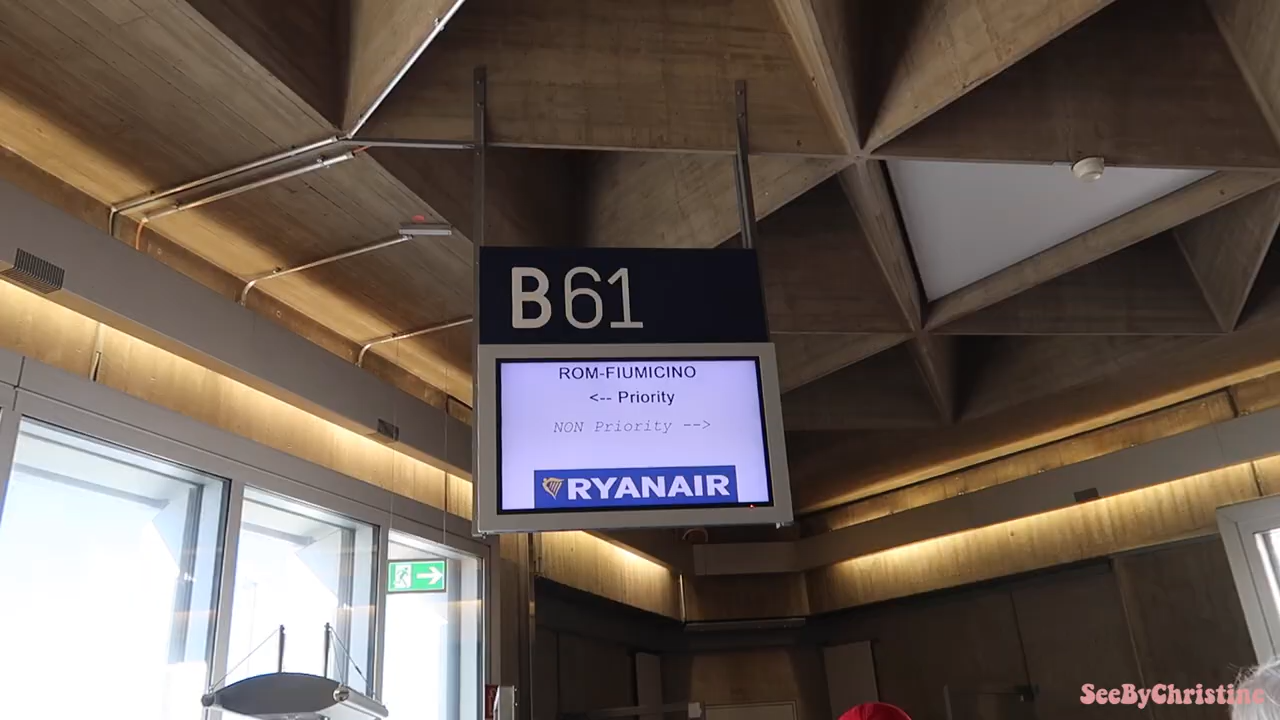 B61
ROM-FIUMICINO
<-- Priority
NON Priority -->
RYANAIR
SeeByChristine